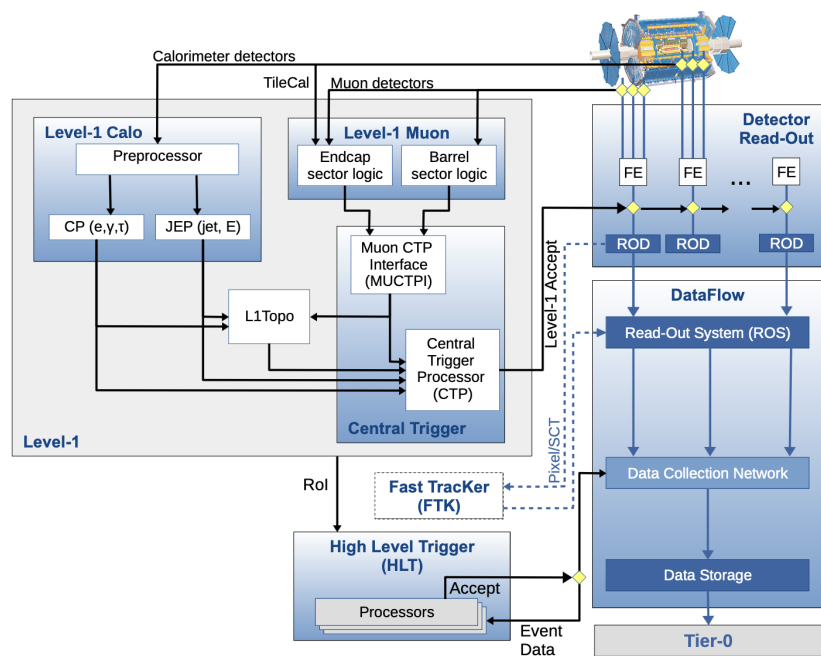 Calorimeter detectors
TileCal
Muon detectors
Level-1 Calo
Preprocessor
CP (e,γ,τ)
JEP (jet, E)
Level-1 Muon
Endcap
sector logic
Barrel
sector logic
Muon CTP
Interface
(MUCTPI)
L1Topo
Central
Trigger
Processor
(CTP)
Central Trigger
Level-1
Level-1 Accept
Detector
Read-Out
FE
FE
...
FE
ROD
ROD
ROD
DataFlow
Read-Out System (ROS)
Pixel/SCT
Data Collection Network
Data Storage
Tier-0
RoI
Fast TracKer
(FTK)
High Level Trigger
(HLT)
Accept
Processors
Event
Data